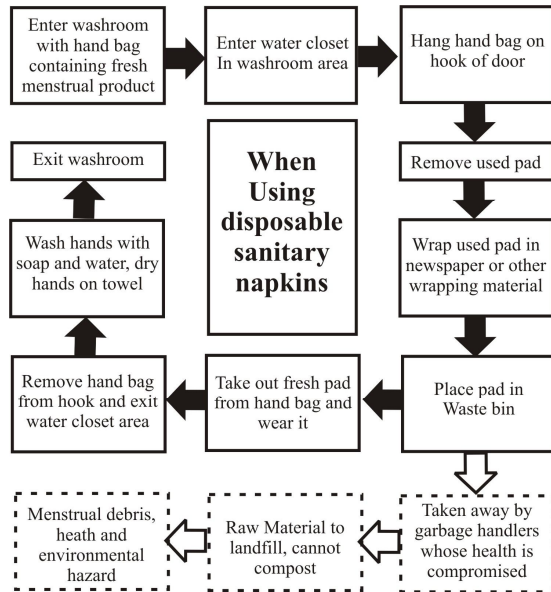 Enter washroom
with hand bag
containing fresh
menstrual product
Enter water closet
In washroom area
Hang hand bag on
hook of door
Remove used pad
Wrap used pad in
newspaper or other
wrapping material
Place pad in
Waste bin
Take out fresh pad
from hand bag and
wear it
Remove hand bag
from hook and exit
water closet area
Wash hands with
soap and water, dry
hands on towel
Exit washroom
When
Using
disposable
sanitary
napkins
Taken away by
garbage handlers
whose health is
compromised
Raw Material to
landfill, cannot
compost
Menstrual debris,
heath and
environmental
hazard